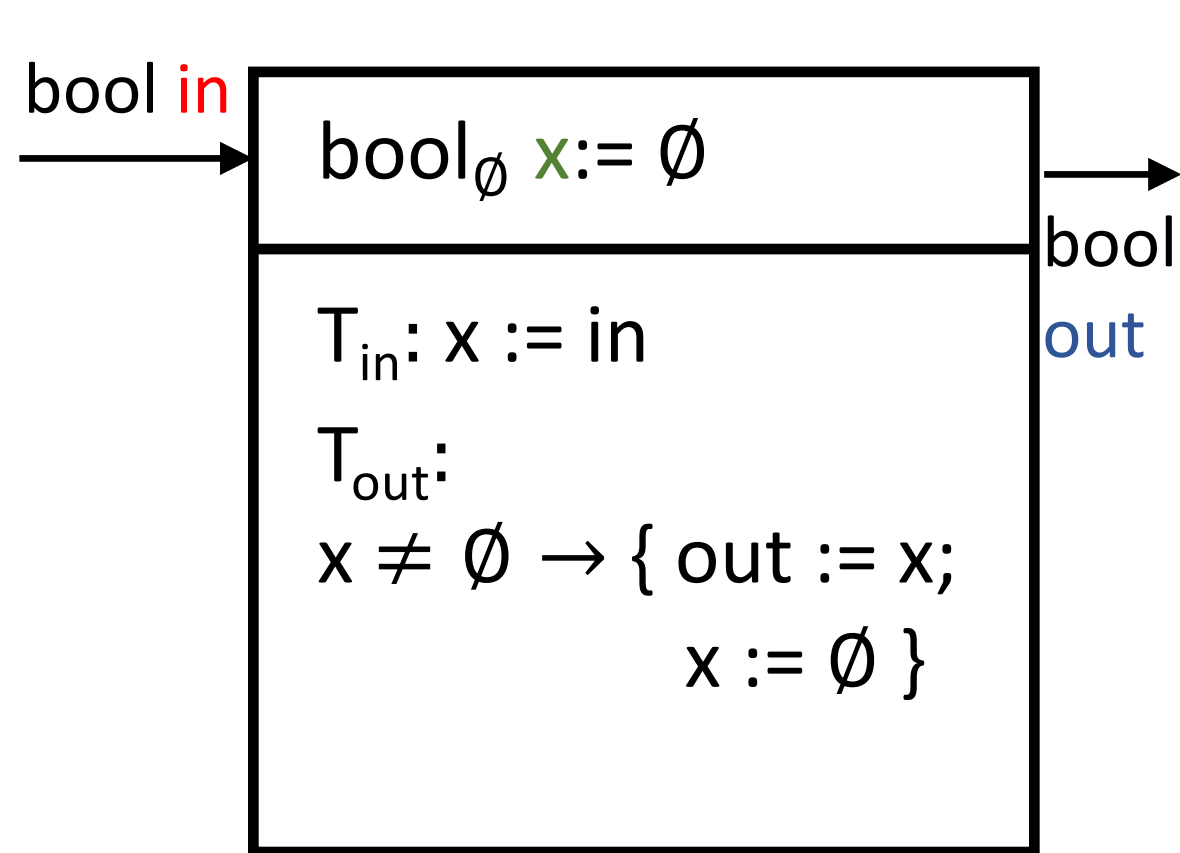 bool in
bool∅ x:= ∅
bool
out
Tin: x := in
Tout:
x ≠ ∅ → { out := x;
x := ∅ }